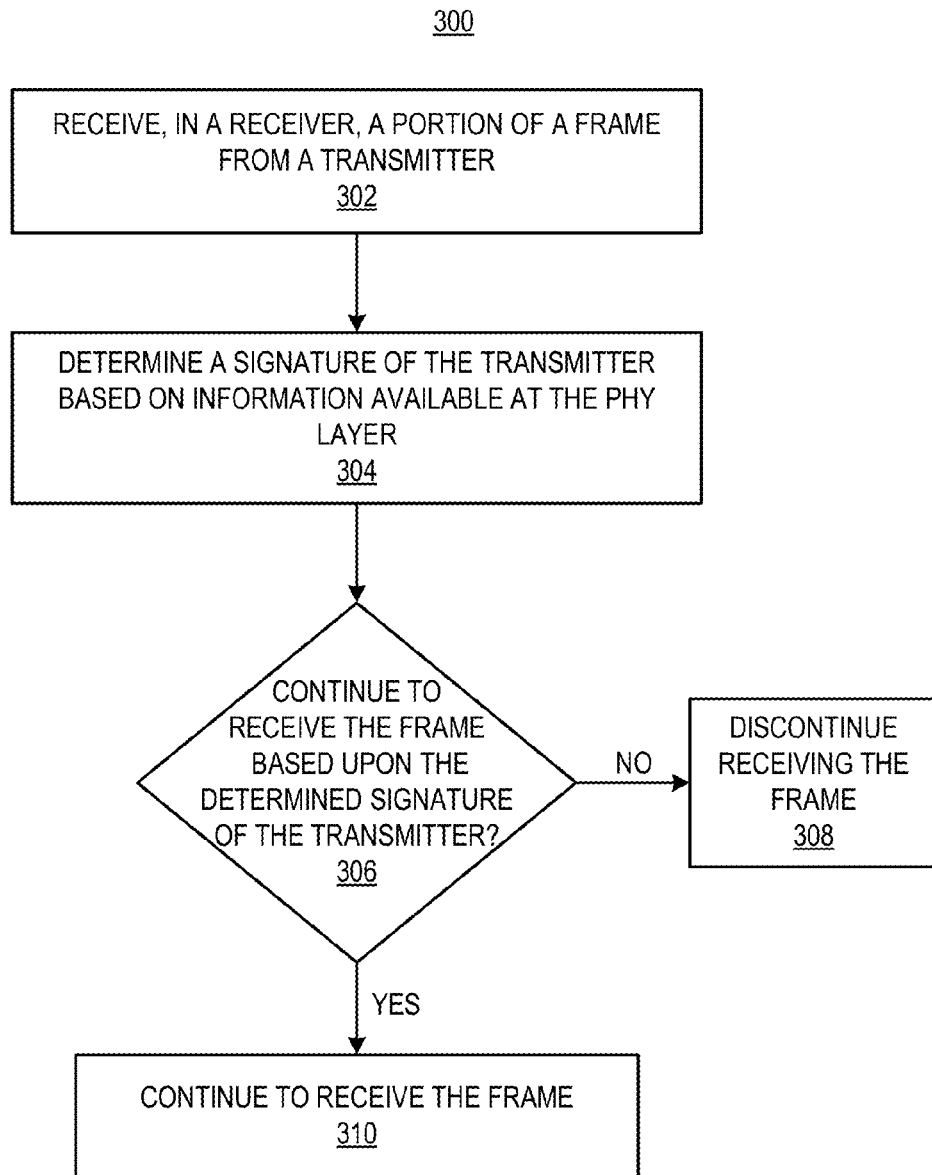 300
RECEIVE, IN A RECEIVER, A PORTION OF A FRAME
FROM A TRANSMITTER
302
DETERMINE A SIGNATURE OF THE TRANSMITTER
BASED ON INFORMATION AVAILABLE AT THE PHY
LAYER
304
CONTINUE TO
RECEIVE THE FRAME
BASED UPON THE
DETERMINED SIGNATURE
OF THE TRANSMITTER?
306
NO
DISCONTINUE
RECEIVING THE
FRAME
308
YES
CONTINUE TO RECEIVE THE FRAME
310